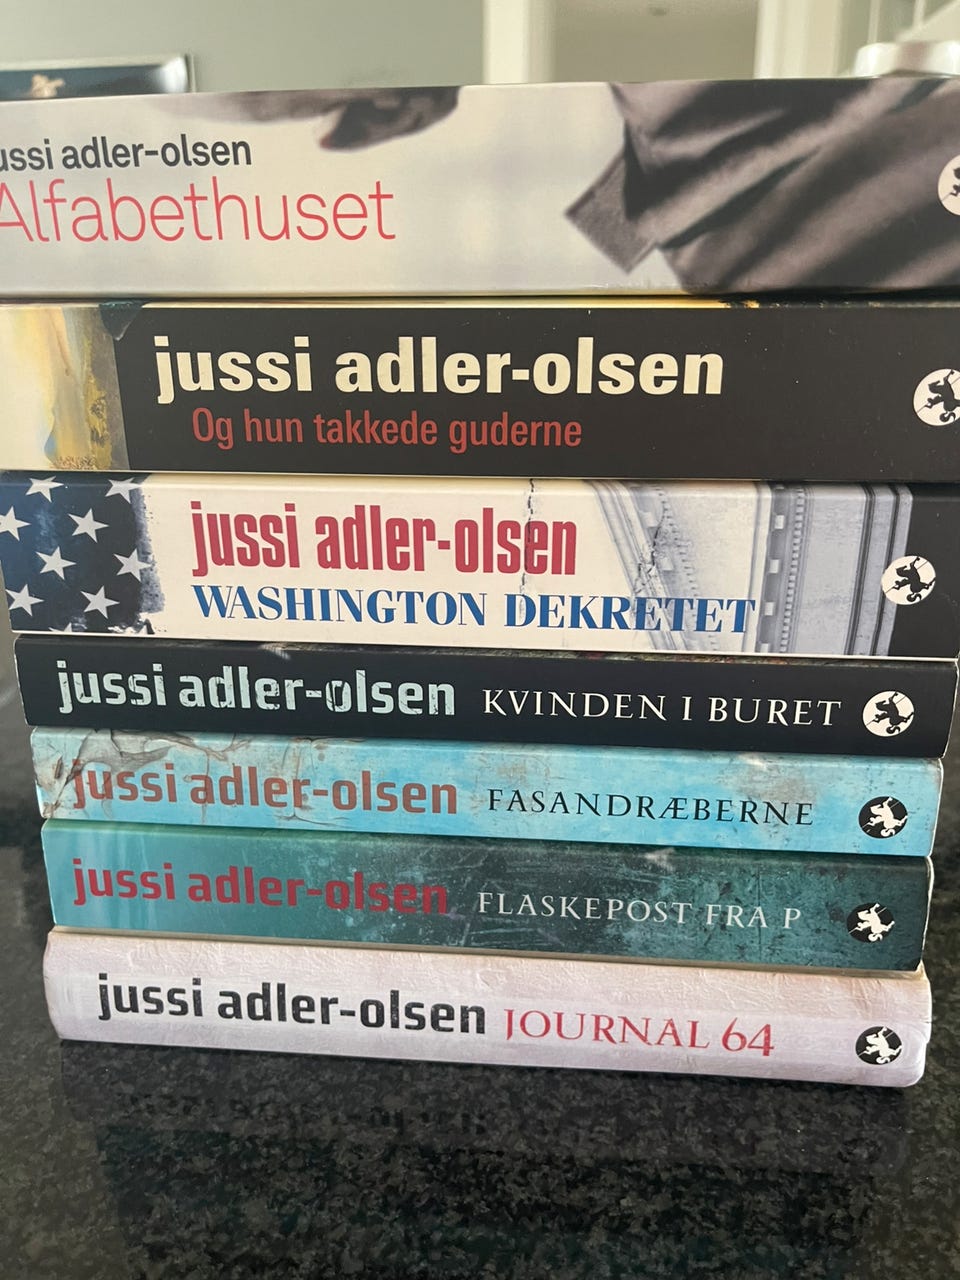 ussi adler-olsen
Alfabethuset
jussi adler-olsen
Og hun takkede guderne
jussi adler-olsen
WASHINGTON DEKRETET
jussi adler-olsen KVINDEN I BURET
jussi adler-olsen FASANDRÆBERNE
jussi adler-olsen FLASKEPOST FRA P
jussi adler-olsen JOURNAL 64